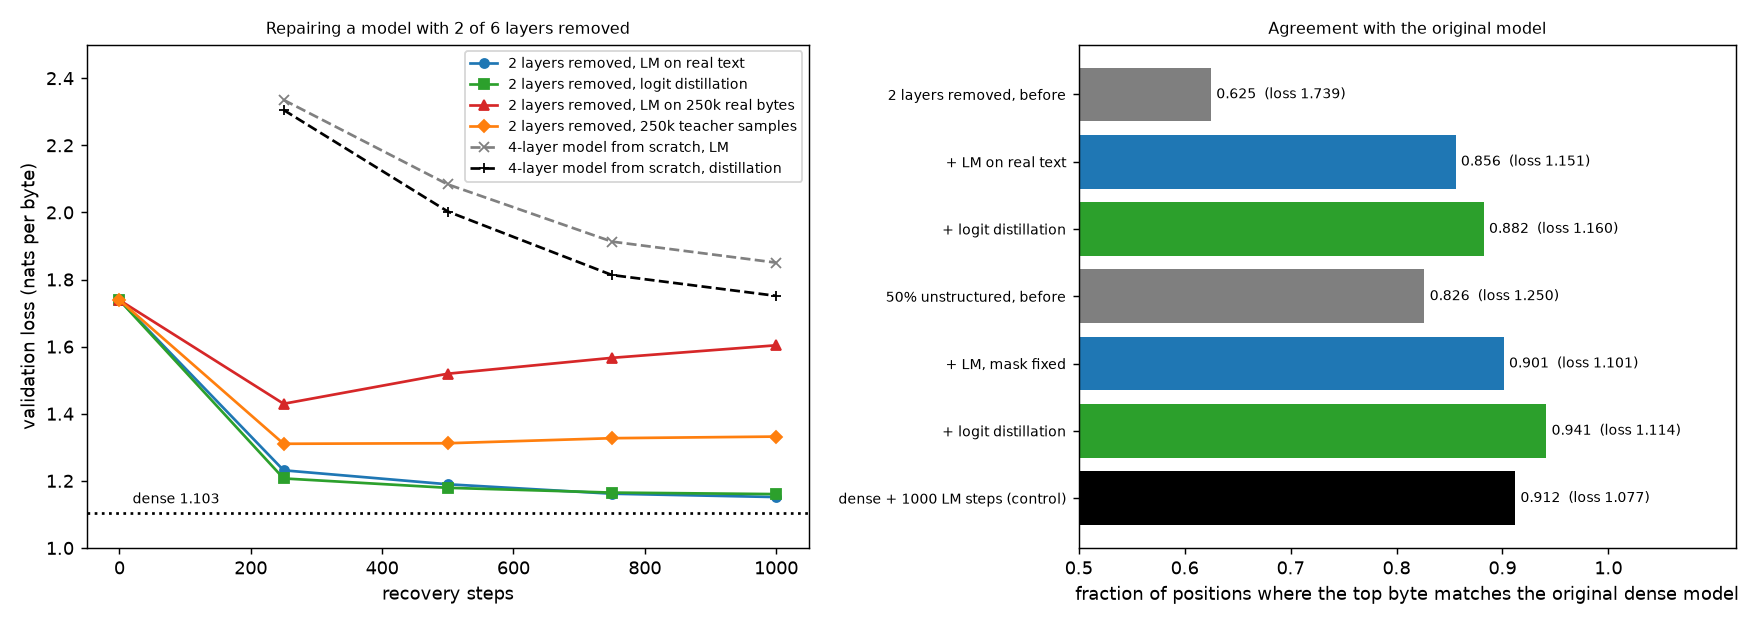 Repairing a model with 2 of 6 layers removed
validation loss (nats per byte)
2.4
2.2
2.0
1.8
1.6
1.4
1.2
1.0
2 layers removed, LM on real text
2 layers removed, logit distillation
2 layers removed, LM on 250k real bytes
2 layers removed, 250k teacher samples
4-layer model from scratch, LM
4-layer model from scratch, distillation
dense 1.103
0 200 400 600 800 1000
recovery steps
Agreement with the original model
2 layers removed, before 0.625 (loss 1.739)
+ LM on real text 0.856 (loss 1.151)
+ logit distillation 0.882 (loss 1.160)
50% unstructured, before 0.826 (loss 1.250)
+ LM, mask fixed 0.901 (loss 1.101)
+ logit distillation 0.941 (loss 1.114)
dense + 1000 LM steps (control) 0.912 (loss 1.077)
0.5 0.6 0.7 0.8 0.9 1.0
fraction of positions where the top byte matches the original dense model